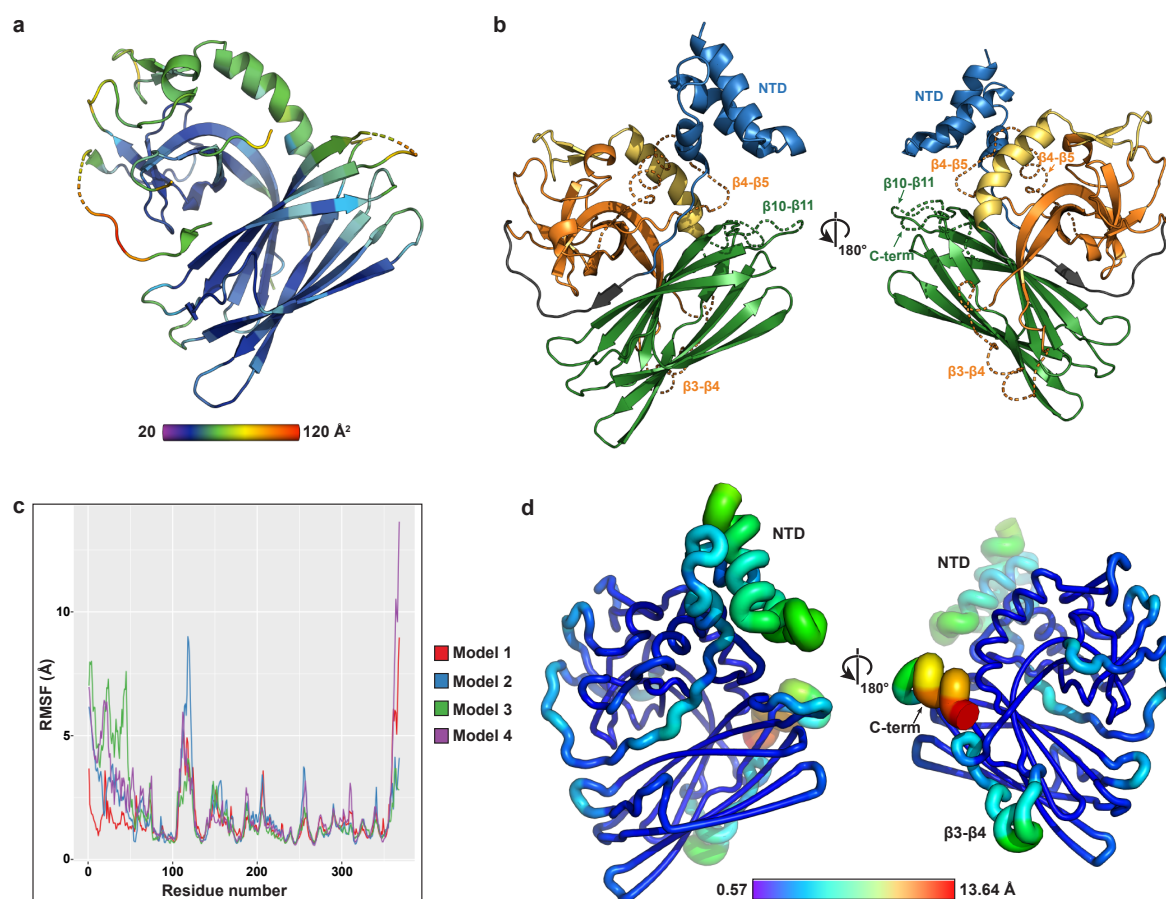 a
20 120 Å²
b
NTD
β4-β5
β10-β11
β3-β4
180°
NTD
β4-β5
β4-β5
β10-β11
C-term
β3-β4
c
RMSF (Å)
10
5
0
0 100 200 300
Residue number
Model 1
Model 2
Model 3
Model 4
d
NTD
180°
NTD
C-term
β3-β4
0.57 13.64 Å